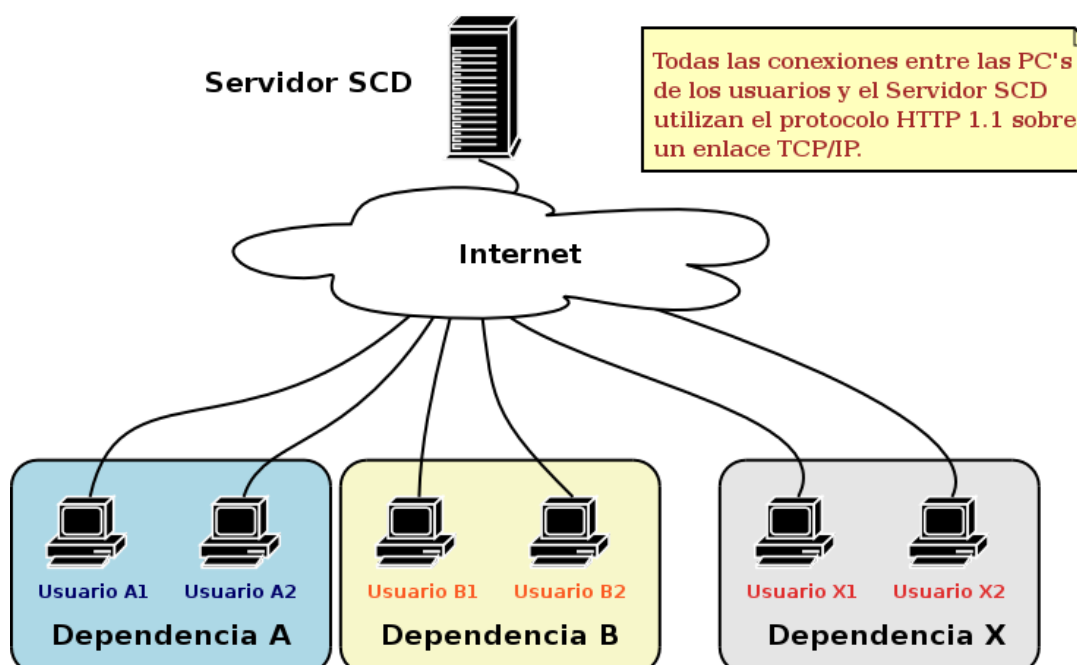 Servidor SCD
Todas las conexiones entre las PC's
de los usuarios y el Servidor SCD
utilizan el protocolo HTTP 1.1 sobre
un enlace TCP/IP.
Internet
Usuario A1
Usuario A2
Dependencia A
Usuario B1
Usuario B2
Dependencia B
Usuario X1
Usuario X2
Dependencia X